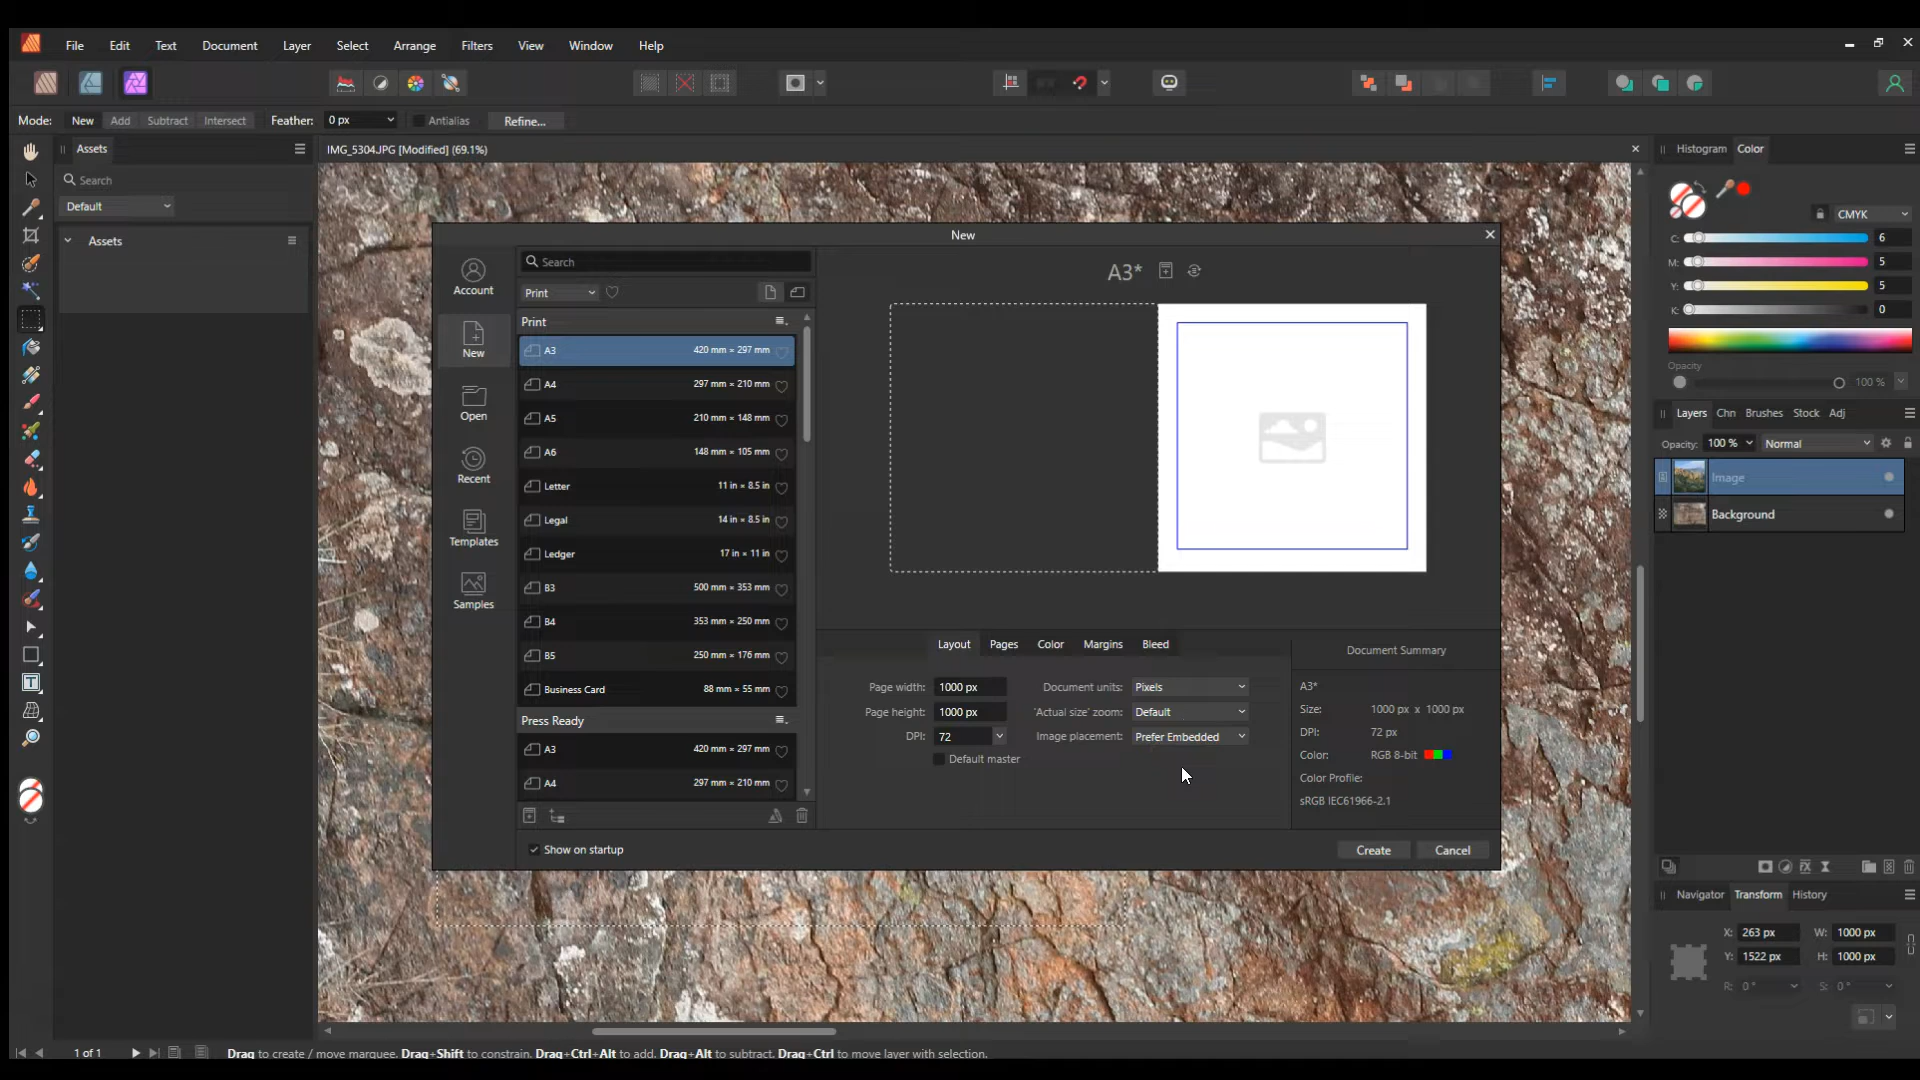 File Edit Text Document Layer Select Arrange Filters View Window Help
Mode: New Add Subtract Intersect Feather: 0 px Antialias Refine...
Assets
Search
Default
Assets
IMG_5304.JPG [Modified] (69.1%)
New
Account
New
Open
Recent
Templates
Samples
Search
Print
Print
A3 420 mm × 297 mm
A4 297 mm × 210 mm
A5 210 mm × 148 mm
A6 148 mm × 105 mm
Letter 11 in × 8.5 in
Legal 14 in × 8.5 in
Ledger 17 in × 11 in
B3 500 mm × 353 mm
B4 353 mm × 250 mm
B5 250 mm × 176 mm
Business Card 88 mm × 55 mm
Press Ready
A3 420 mm × 297 mm
A4 297 mm × 210 mm
Show on startup
A3*
Layout Pages Color Margins Bleed
Page width: 1000 px Document units: Pixels
Page height: 1000 px 'Actual size' zoom: Default
DPI: 72 Image placement: Prefer Embedded
Default master
Document Summary
A3*
Size: 1000 px x 1000 px
DPI: 72 px
Color: RGB 8-bit
Color Profile:
sRGB IEC61966-2.1
Create Cancel
Histogram Color
CMYK
C: 6
M: 5
Y: 5
K: 0
Opacity
100 %
Layers Chn Brushes Stock Adj
Opacity: 100 % Normal
Image
Background
Navigator Transform History
X: 263 px W: 1000 px
Y: 1522 px H: 1000 px
R: 0 ° S: 0 °
1 of 1 Drag to create / move marquee. Drag+Shift to constrain. Drag+Ctrl+Alt to add. Drag+Alt to subtract. Drag+Ctrl to move layer with selection.